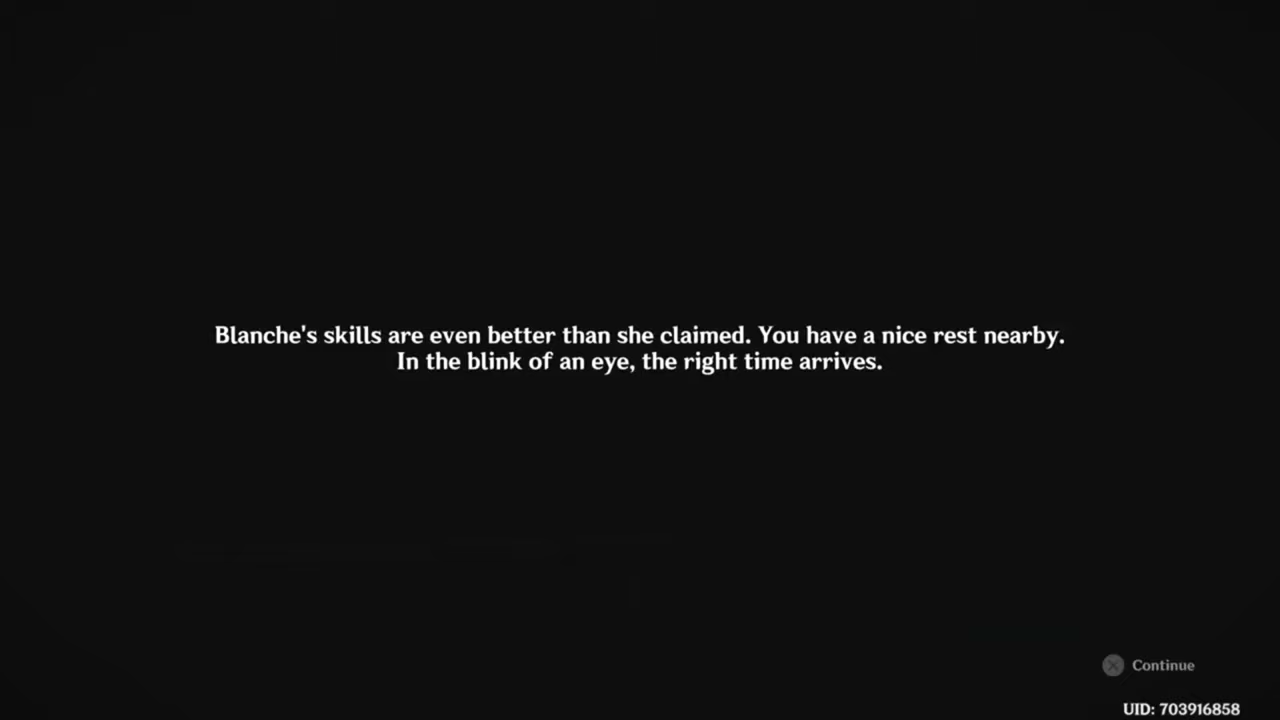 Blanche's skills are even better than she claimed. You have a nice rest nearby.
In the blink of an eye, the right time arrives.
Continue
UID: 703916858